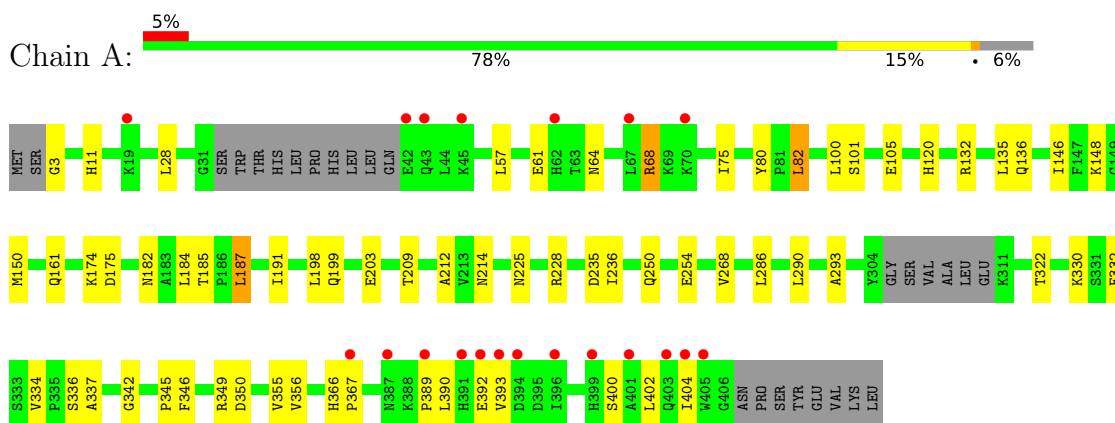 5%
Chain A:
78% 15% • 6%
MET SER G3 H11 K19 L28 G31 SER TRP THR HIS LEU PRO HIS LEU LEU GLN E42 Q43 L44 K45 L57 E61 H62 T63 N64 L67 R68 K69 K70 I75 Y80 P81 L82 L100 S101 E105 H120 R132 L135 Q136 I146 F147 K148 G149
M150 Q161 K174 D175 N182 A183 L184 T185 P186 L187 I191 L198 Q199 E203 T209 A212 V213 N214 N225 R228 D235 I236 Q250 E254 V268 L286 L290 A293 Y304 GLY SER VAL ALA LEU GLU K311 T322 K330 S331 E332
S333 V334 P335 S336 A337 G342 P345 F346 R349 D350 V355 V356 H366 P367 N387 K388 P389 L390 H391 E392 V393 D394 D395 I396 H399 S400 A401 L402 Q403 I404 W405 G406 ASN PRO SER TYR GLU VAL LYS LEU